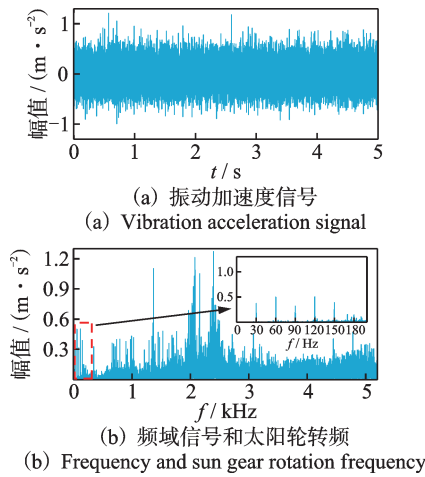 幅值 / (m·s⁻²)
1
0
−1
0 1 2 3 4 5
t / s
(a) 振动加速度信号
(a) Vibration acceleration signal
幅值 / (m·s⁻²)
1.2
0.9
0.6
0.3
0 1 2 3 4 5
f / kHz
1.0
0.5
0 30 60 90 120 150 180
f / Hz
(b) 频域信号和太阳轮转频
(b) Frequency and sun gear rotation frequency